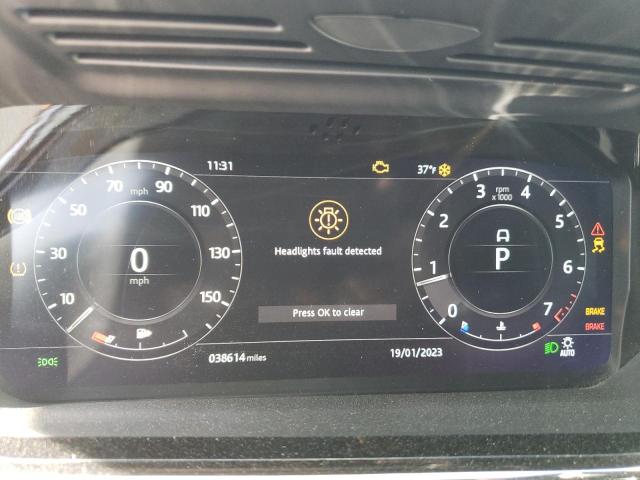 11:31
37°F
70 mph 90
50 110
30 130
10 150
0
mph
Headlights fault detected
Press OK to clear
rpm
x 1000
0 1 2 3 4 5 6 7
A
P
BRAKE
BRAKE
038614 miles
19/01/2023
AUTO